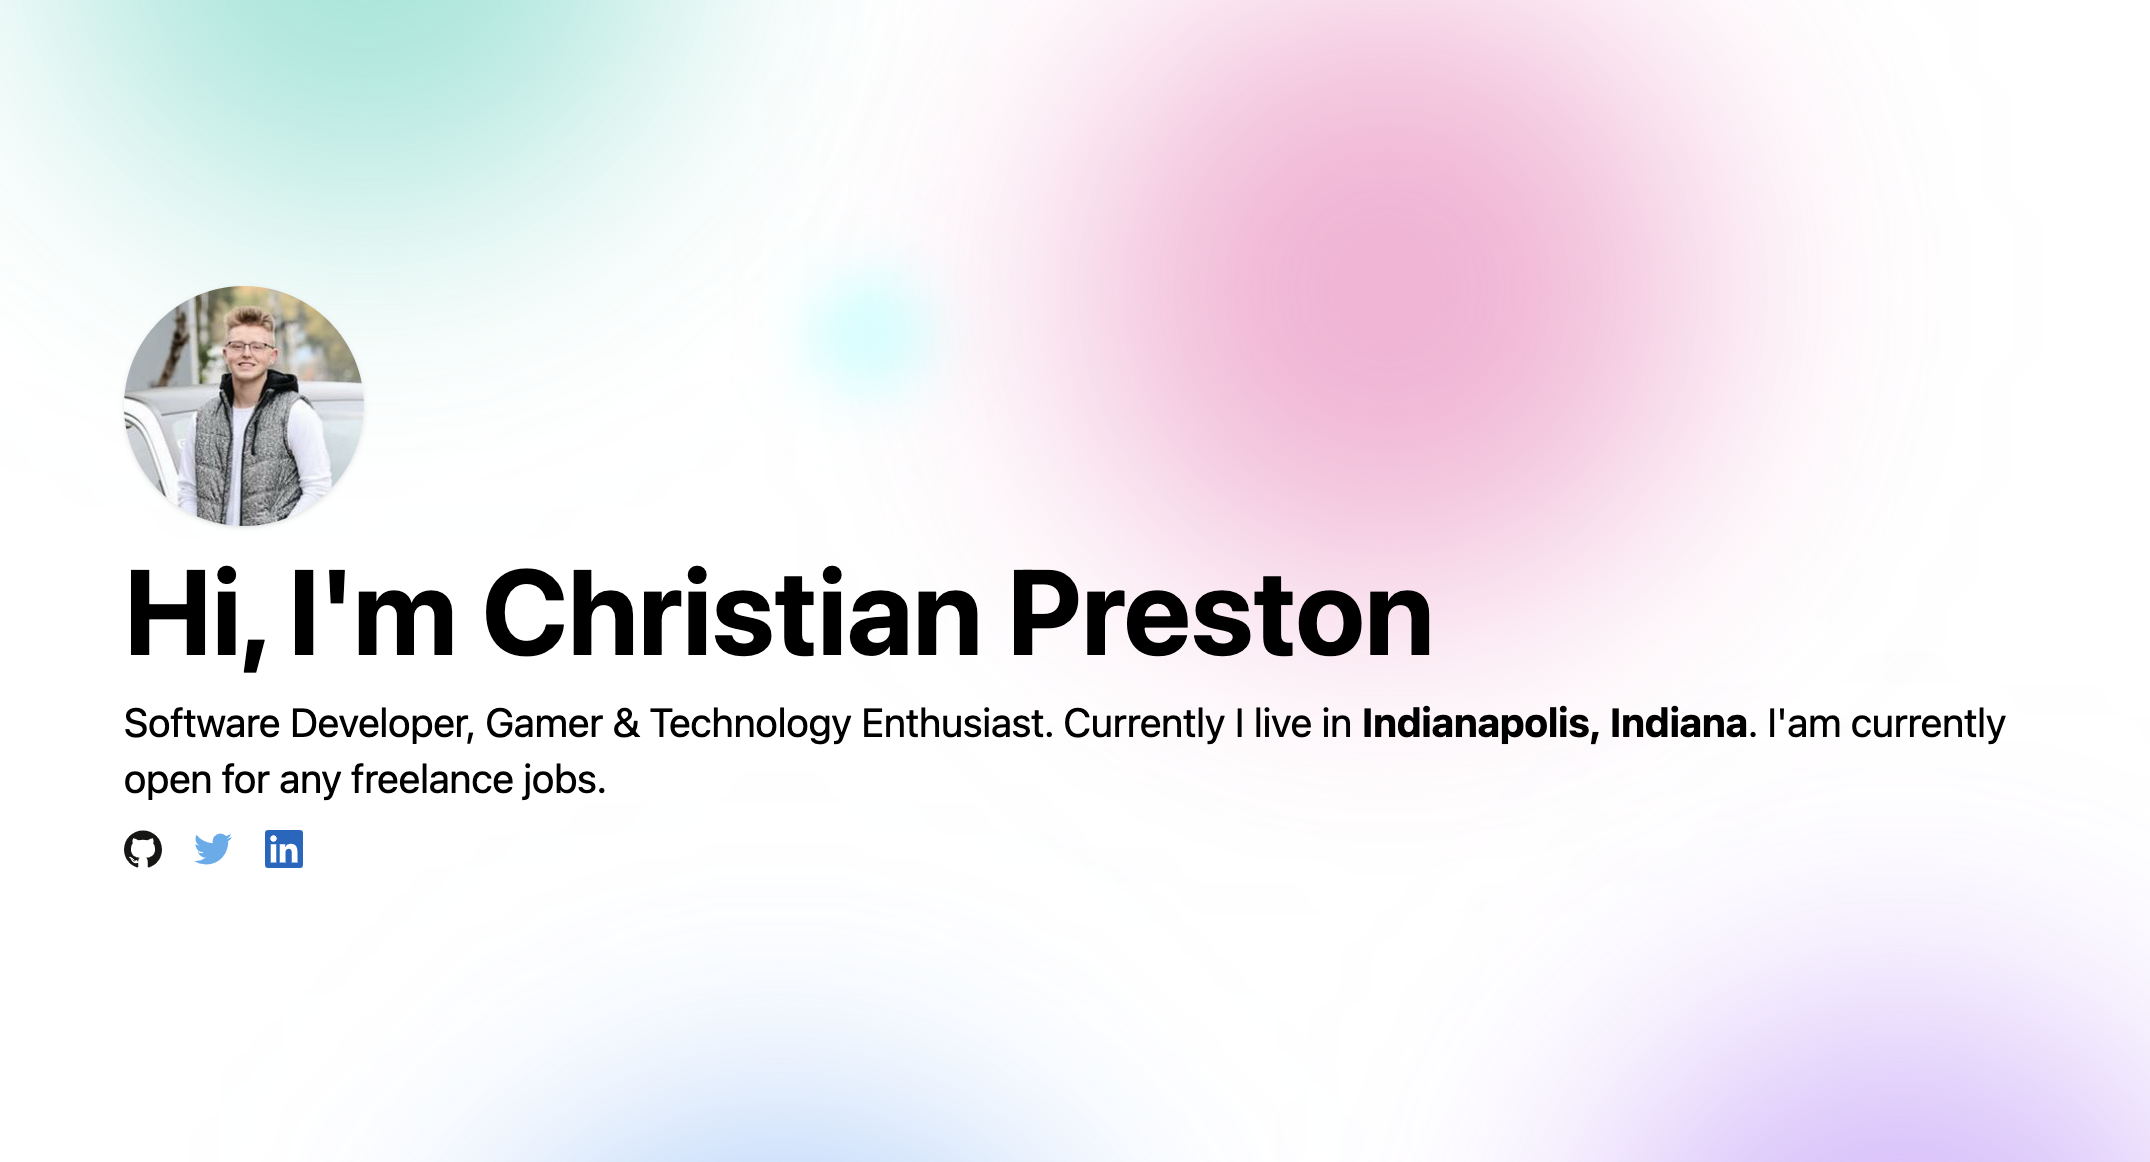 Hi, I'm Christian Preston
Software Developer, Gamer & Technology Enthusiast. Currently I live in Indianapolis, Indiana. I'am currently
open for any freelance jobs.
in